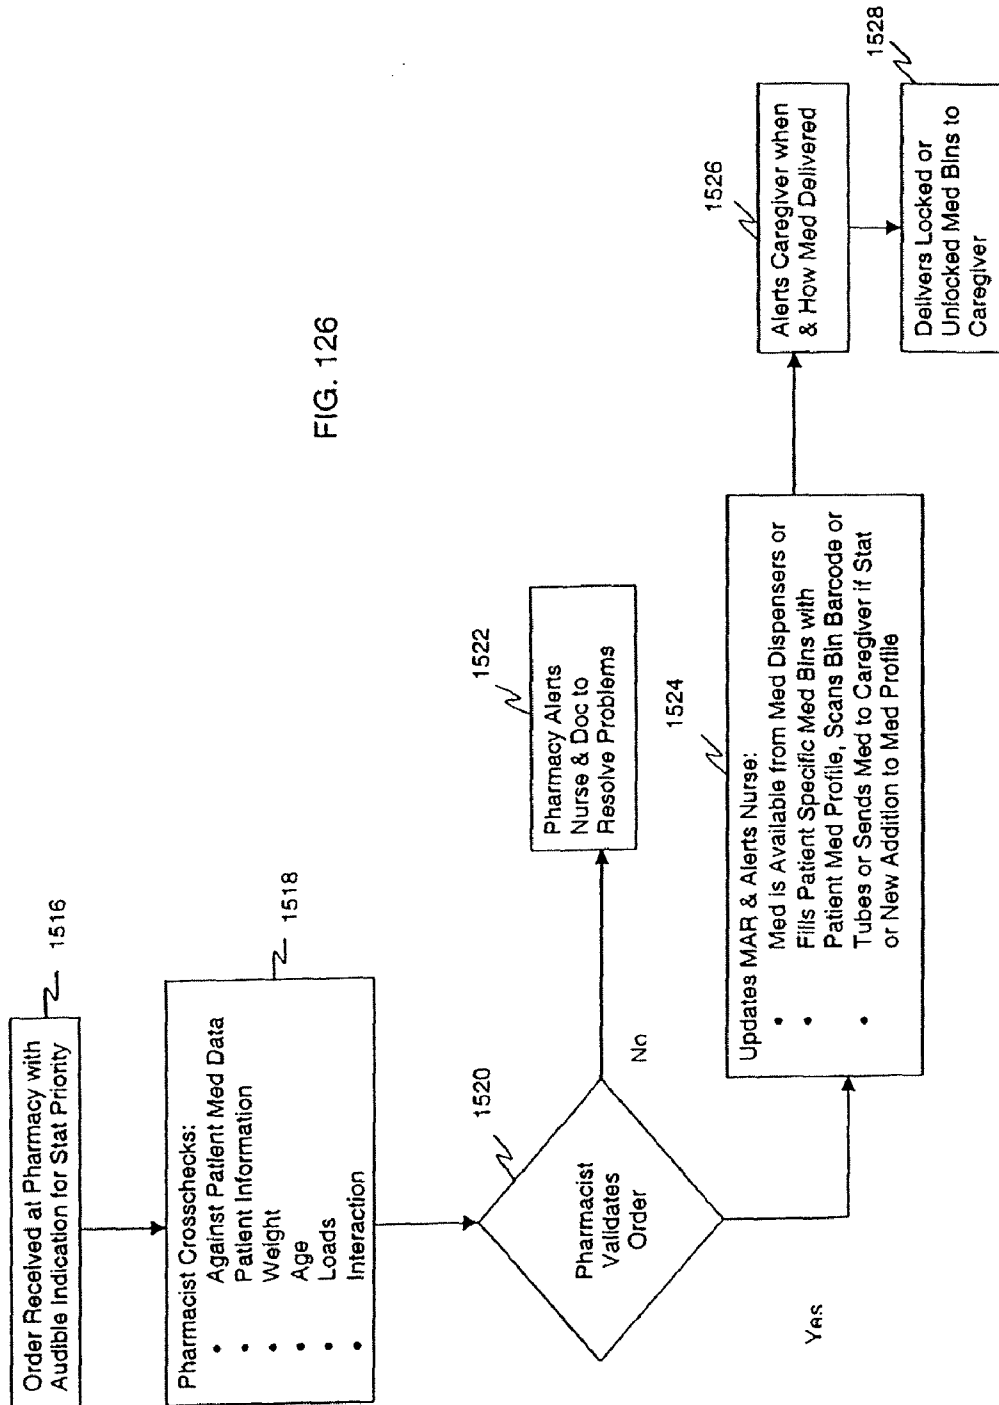 FIG. 126
Order Received at Pharmacy with
Audible Indication for Stat Priority
1516
Pharmacist Crosschecks:
• Against Patient Med Data
• Patient Information
• Weight
• Age
• Loads
• Interaction
1518
Pharmacist
Validates
Order
1520
No
Yes
Pharmacy Alerts
Nurse & Doc to
Resolve Problems
1522
Updates MAR & Alerts Nurse:
• Med is Available from Med Dispensers or
• Fills Patient Specific Med Bins with
Patient Med Profile, Scans Bin Barcode or
• Tubes or Sends Med to Caregiver if Stat
or New Addition to Med Profile
1524
Alerts Caregiver when
& How Med Delivered
1526
Delivers Locked or
Unlocked Med Bins to
Caregiver
1528